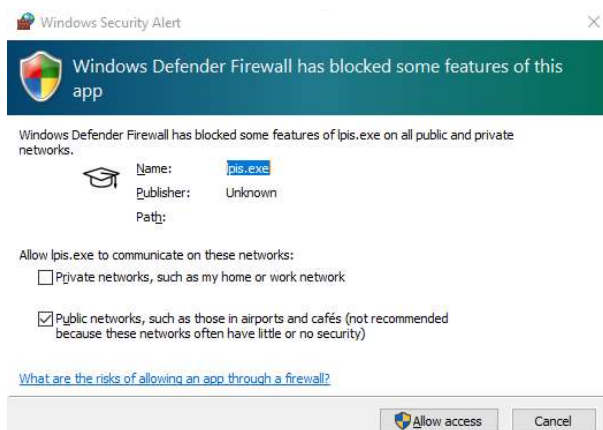 Windows Security Alert
Windows Defender Firewall has blocked some features of this
app
Windows Defender Firewall has blocked some features of lpis.exe on all public and private
networks.
Name: lpis.exe
Publisher: Unknown
Path:
Allow lpis.exe to communicate on these networks:
Private networks, such as my home or work network
Public networks, such as those in airports and cafés (not recommended
because these networks often have little or no security)
What are the risks of allowing an app through a firewall?
Allow access Cancel